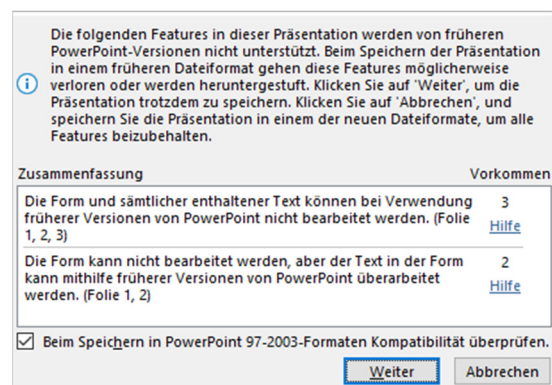 Die folgenden Features in dieser Präsentation werden von früheren
PowerPoint-Versionen nicht unterstützt. Beim Speichern der Präsentation
in einem früheren Dateiformat gehen diese Features möglicherweise
verloren oder werden heruntergestuft. Klicken Sie auf 'Weiter', um die
Präsentation trotzdem zu speichern. Klicken Sie auf 'Abbrechen', und
speichern Sie die Präsentation in einem der neuen Dateiformate, um alle
Features beizubehalten.
Zusammenfassung Vorkommen
Die Form und sämtlicher enthaltener Text können bei Verwendung 3
früherer Versionen von PowerPoint nicht bearbeitet werden. (Folie Hilfe
1, 2, 3)
Die Form kann nicht bearbeitet werden, aber der Text in der Form 2
kann mithilfe früherer Versionen von PowerPoint überarbeitet Hilfe
werden. (Folie 1, 2)
Beim Speichern in PowerPoint 97-2003-Formaten Kompatibilität überprüfen.
Weiter Abbrechen